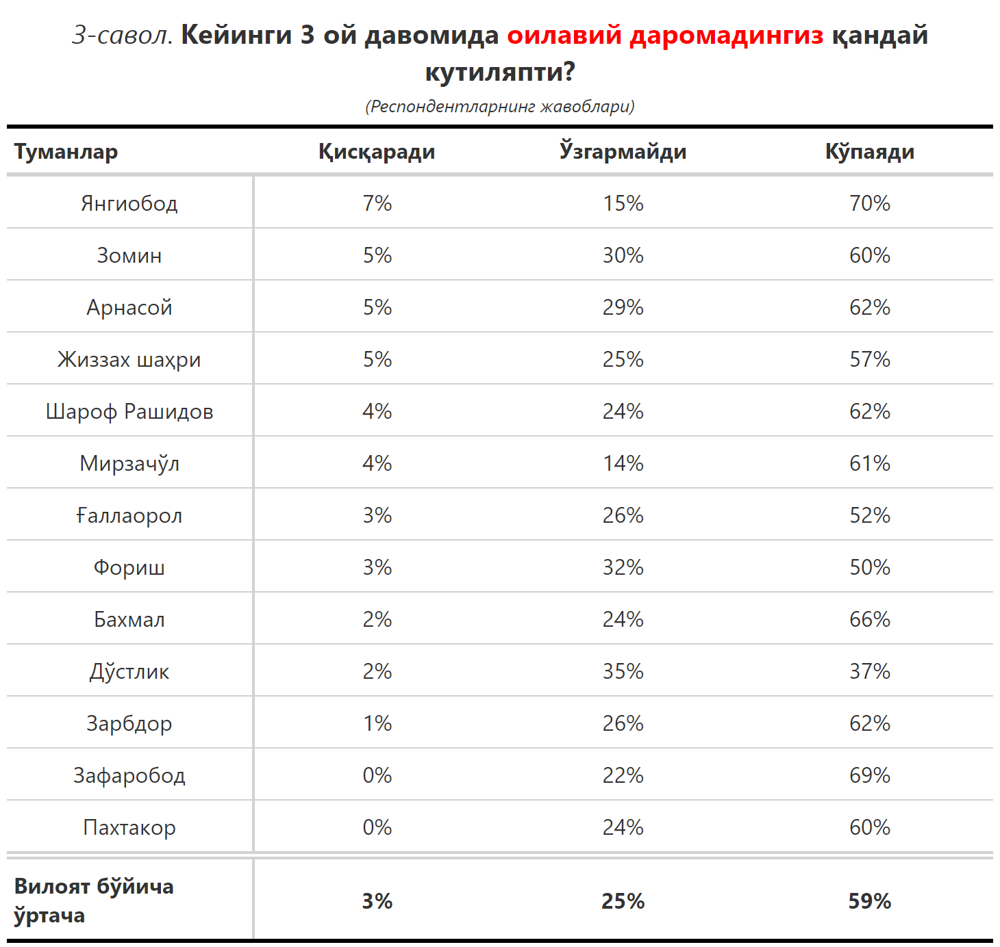 3-савол. Кейинги 3 ой давомида оилавий даромадингиз қандай
кутиляпти?
(Респондентларнинг жавоблари)
Туманлар Қисқаради Ўзгармайди Кўпаяди
Янгиобод 7% 15% 70%
Зомин 5% 30% 60%
Арнасой 5% 29% 62%
Жиззах шаҳри 5% 25% 57%
Шароф Рашидов 4% 24% 62%
Мирзачўл 4% 14% 61%
Ғаллаорол 3% 26% 52%
Фориш 3% 32% 50%
Бахмал 2% 24% 66%
Дўстлик 2% 35% 37%
Зарбдор 1% 26% 62%
Зафаробод 0% 22% 69%
Пахтакор 0% 24% 60%
Вилоят бўйича
ўртача 3% 25% 59%